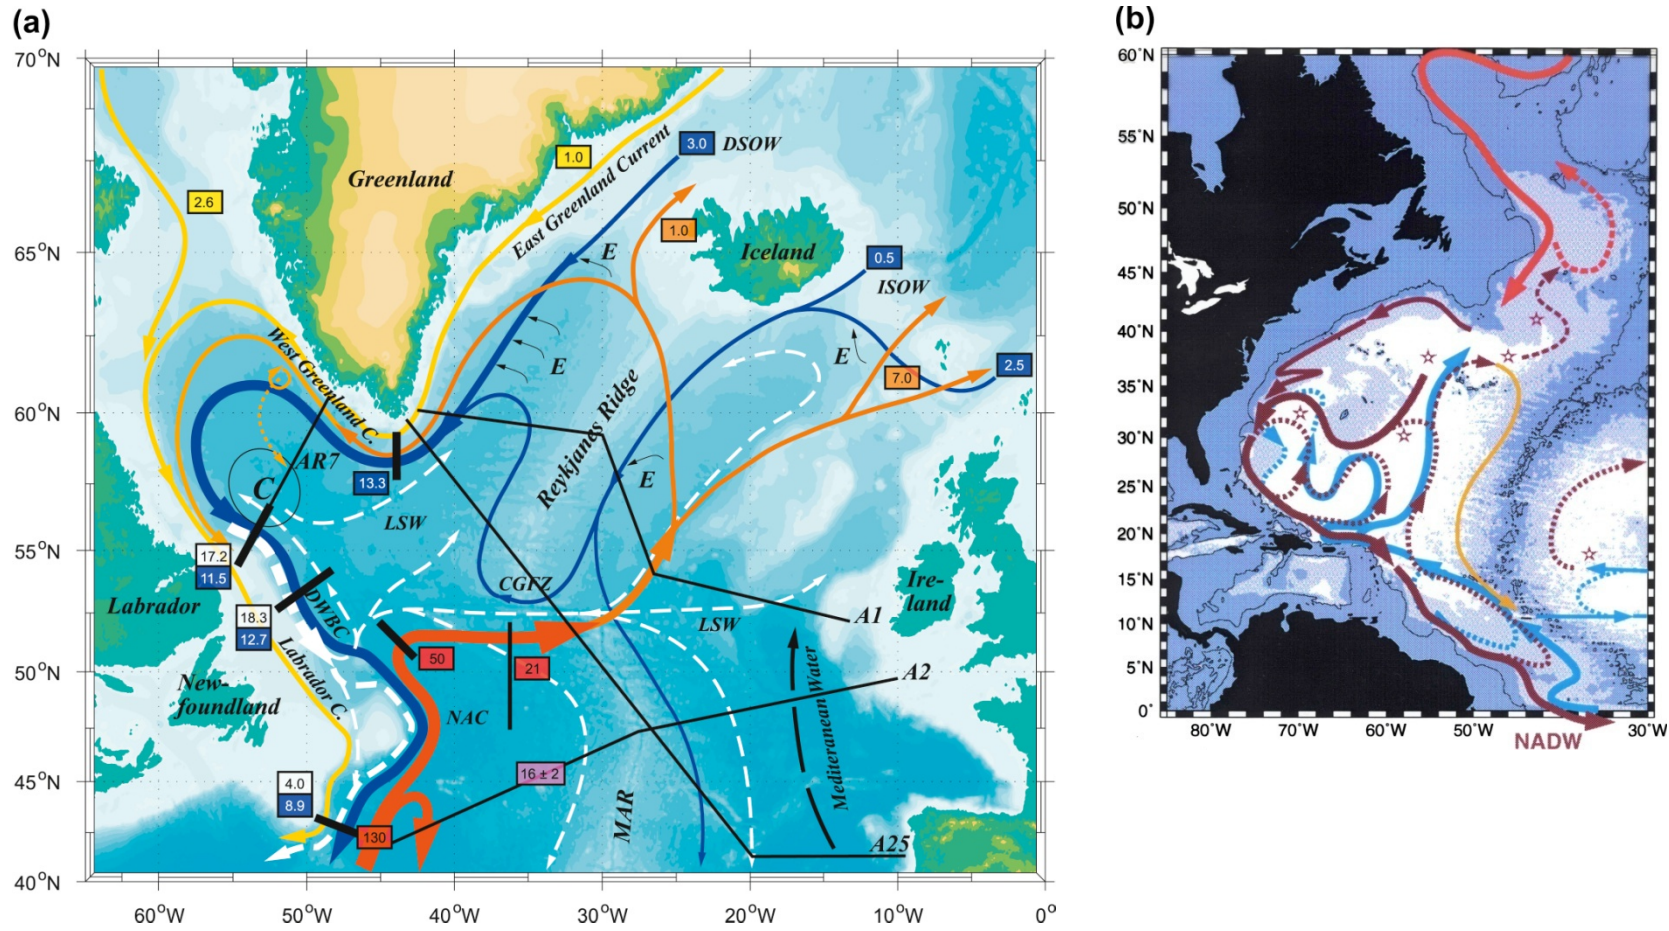 (a)
70°N
65°N
60°N
55°N
50°N
45°N
40°N
60°W
50°W
40°W
30°W
20°W
10°W
0°
Greenland
1.0
East Greenland Current
3.0
DSOW
2.6
E
1.0
Iceland
0.5
ISOW
West Greenland C.
E
E
7.0
2.5
Reykjanes Ridge
AR7
C
13.3
E
LSW
17.2
11.5
Labrador
DWBC
CGFZ
Ire-
land
18.3
12.7
LSW
A1
Labrador C.
50
21
A2
New-
foundland
NAC
Mediteranean Water
4.0
8.9
16 ± 2
MAR
130
A25
(b)
60°N
55°N
50°N
45°N
40°N
35°N
30°N
25°N
20°N
15°N
10°N
5°N
0°
80°W
70°W
60°W
50°W
30°W
NADW